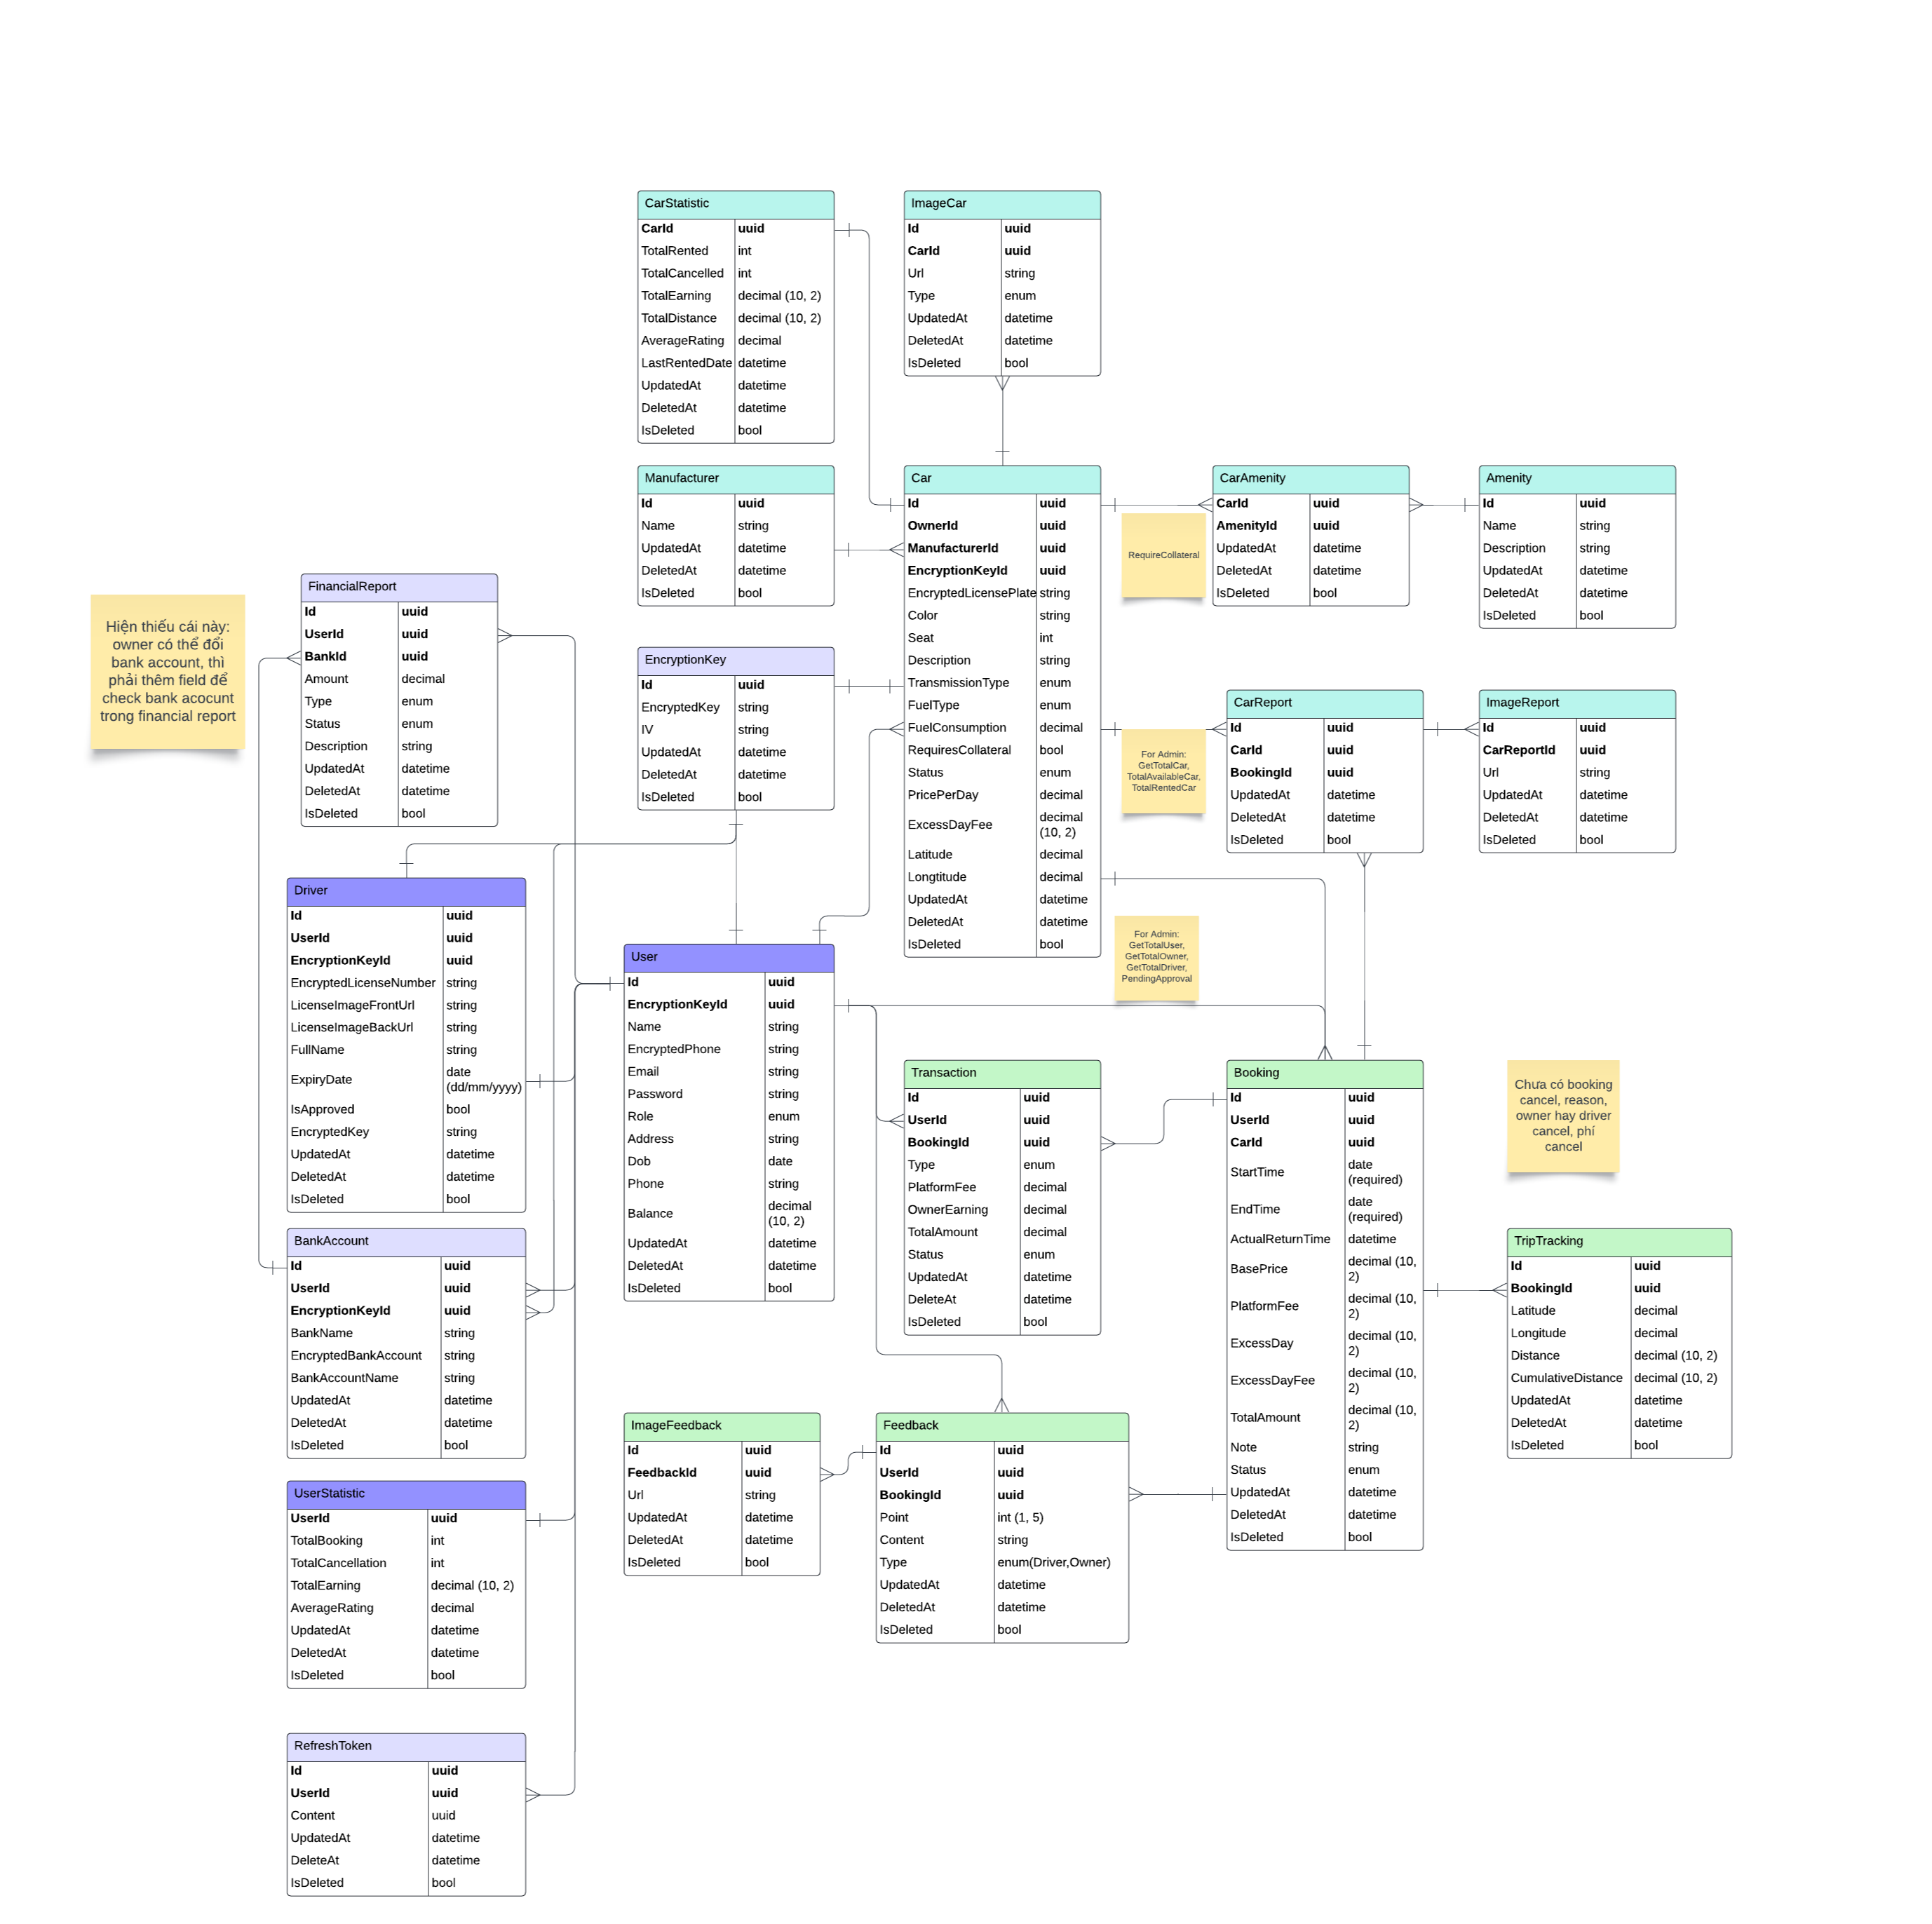 CarStatistic
CarId uuid
TotalRented int
TotalCancelled int
TotalEarning decimal (10, 2)
TotalDistance decimal (10, 2)
AverageRating decimal
LastRentedDate datetime
UpdatedAt datetime
DeletedAt datetime
IsDeleted bool
ImageCar
Id uuid
CarId uuid
Url string
Type enum
UpdatedAt datetime
DeletedAt datetime
IsDeleted bool
Manufacturer
Id uuid
Name string
UpdatedAt datetime
DeletedAt datetime
IsDeleted bool
Car
Id uuid
OwnerId uuid
ManufacturerId uuid
EncryptionKeyId uuid
EncryptedLicensePlate string
Color string
Seat int
Description string
TransmissionType enum
FuelType enum
FuelConsumption decimal
RequiresCollateral bool
Status enum
PricePerDay decimal
ExcessDayFee decimal
(10, 2)
Latitude decimal
Longtitude decimal
UpdatedAt datetime
DeletedAt datetime
IsDeleted bool
RequireCollateral
CarAmenity
CarId uuid
AmenityId uuid
UpdatedAt datetime
DeletedAt datetime
IsDeleted bool
Amenity
Id uuid
Name string
Description string
UpdatedAt datetime
DeletedAt datetime
IsDeleted bool
Hiện thiếu cái này:
owner có thể đổi
bank account, thì
phải thêm field để
check bank acocunt
trong financial report
FinancialReport
Id uuid
UserId uuid
BankId uuid
Amount decimal
Type enum
Status enum
Description string
UpdatedAt datetime
DeletedAt datetime
IsDeleted bool
EncryptionKey
Id uuid
EncryptedKey string
IV string
UpdatedAt datetime
DeletedAt datetime
IsDeleted bool
For Admin:
GetTotalCar,
TotalAvailableCar,
TotalRentedCar
CarReport
Id uuid
CarId uuid
BookingId uuid
UpdatedAt datetime
DeletedAt datetime
IsDeleted bool
ImageReport
Id uuid
CarReportId uuid
Url string
UpdatedAt datetime
DeletedAt datetime
IsDeleted bool
Driver
Id uuid
UserId uuid
EncryptionKeyId uuid
EncryptedLicenseNumber string
LicenseImageFrontUrl string
LicenseImageBackUrl string
FullName string
ExpiryDate date
(dd/mm/yyyy)
IsApproved bool
EncryptedKey string
UpdatedAt datetime
DeletedAt datetime
IsDeleted bool
User
Id uuid
EncryptionKeyId uuid
Name string
EncryptedPhone string
Email string
Password string
Role enum
Address string
Dob date
Phone string
Balance decimal
(10, 2)
UpdatedAt datetime
DeletedAt datetime
IsDeleted bool
For Admin:
GetTotalUser,
GetTotalOwner,
GetTotalDriver,
PendingApproval
Transaction
Id uuid
UserId uuid
BookingId uuid
Type enum
PlatformFee decimal
OwnerEarning decimal
TotalAmount decimal
Status enum
UpdatedAt datetime
DeleteAt datetime
IsDeleted bool
Booking
Id uuid
UserId uuid
CarId uuid
StartTime date
(required)
EndTime date
(required)
ActualReturnTime datetime
BasePrice decimal (10,
2)
PlatformFee decimal (10,
2)
ExcessDay decimal (10,
2)
ExcessDayFee decimal (10,
2)
TotalAmount decimal (10,
2)
Note string
Status enum
UpdatedAt datetime
DeletedAt datetime
IsDeleted bool
Chưa có booking
cancel, reason,
owner hay driver
cancel, phí
cancel
TripTracking
Id uuid
BookingId uuid
Latitude decimal
Longitude decimal
Distance decimal (10, 2)
CumulativeDistance decimal (10, 2)
UpdatedAt datetime
DeletedAt datetime
IsDeleted bool
BankAccount
Id uuid
UserId uuid
EncryptionKeyId uuid
BankName string
EncryptedBankAccount string
BankAccountName string
UpdatedAt datetime
DeletedAt datetime
IsDeleted bool
ImageFeedback
Id uuid
FeedbackId uuid
Url string
UpdatedAt datetime
DeletedAt datetime
IsDeleted bool
Feedback
Id uuid
UserId uuid
BookingId uuid
Point int (1, 5)
Content string
Type enum(Driver,Owner)
UpdatedAt datetime
DeletedAt datetime
IsDeleted bool
UserStatistic
UserId uuid
TotalBooking int
TotalCancellation int
TotalEarning decimal (10, 2)
AverageRating decimal
UpdatedAt datetime
DeletedAt datetime
IsDeleted bool
RefreshToken
Id uuid
UserId uuid
Content uuid
UpdatedAt datetime
DeleteAt datetime
IsDeleted bool